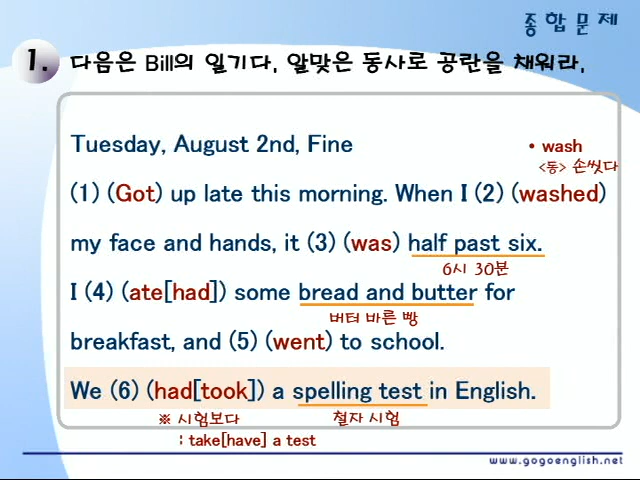 종합문제
1. 다음은 Bill의 일기다. 알맞은 동사로 공란을 채워라.
Tuesday, August 2nd, Fine
• wash
<동> 손씻다
(1) (Got) up late this morning. When I (2) (washed)
my face and hands, it (3) (was) half past six.
6시 30분
I (4) (ate[had]) some bread and butter for
버터 바른 빵
breakfast, and (5) (went) to school.
We (6) (had[took]) a spelling test in English.
※ 시험보다
철자 시험
: take[have] a test
www.gogoenglish.net